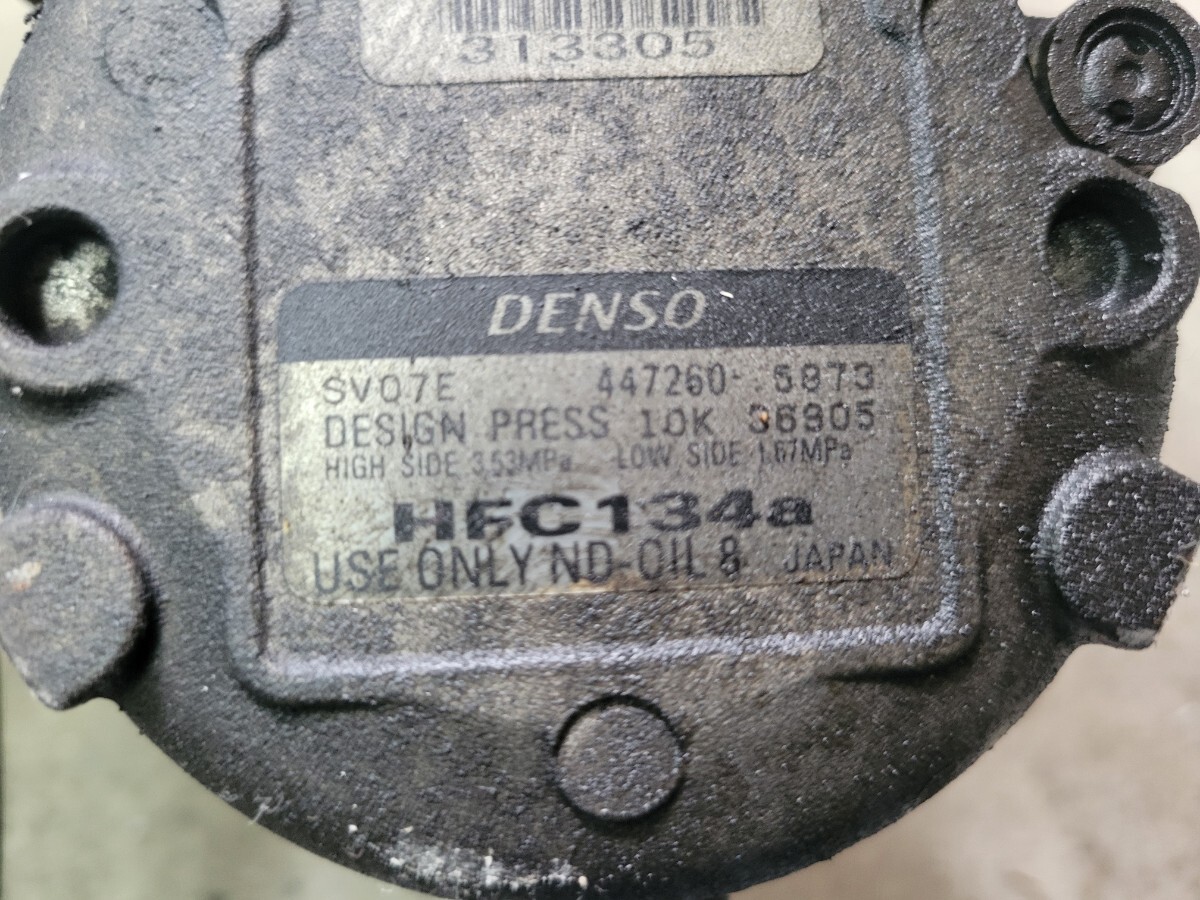 313305
DENSO
SV07E 447260- 5873
DESIGN PRESS 10K 36905
HIGH SIDE 3.53MPa LOW SIDE 1.67MPa
HFC134a
USE ONLY ND-OIL 8 JAPAN